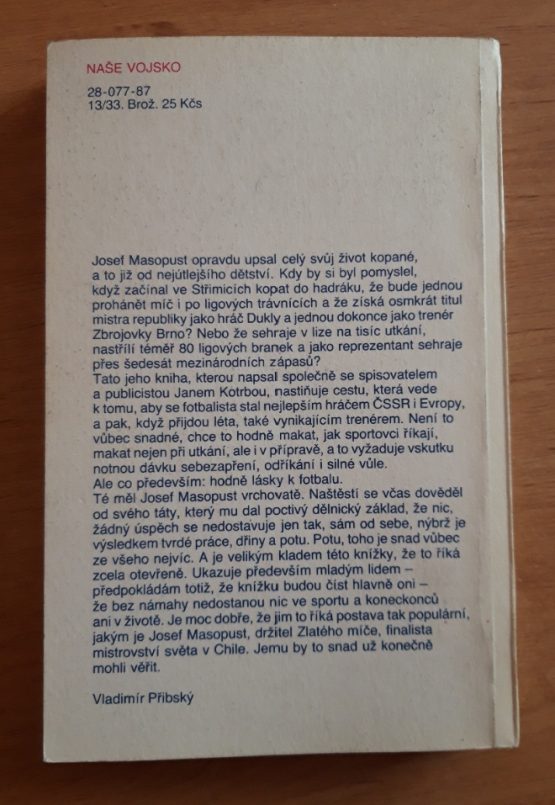 NAŠE VOJSKO
28-077-87
13/33. Brož. 25 Kčs
Josef Masopust opravdu upsal celý svůj život kopané,
a to již od nejútlejšího dětství. Kdy by si byl pomyslel,
když začínal ve Střimicích kopat do hadráku, že bude jednou
prohánět míč i po ligových trávnících a že získá osmkrát titul
mistra republiky jako hráč Dukly a jednou dokonce jako trenér
Zbrojovky Brno? Nebo že sehraje v lize na tisíc utkání,
nastřílí téměř 80 ligových branek a jako reprezentant sehraje
přes šedesát mezinárodních zápasů?
Tato jeho kniha, kterou napsal společně se spisovatelem
a publicistou Janem Kotrbou, nastiňuje cestu, která vede
k tomu, aby se fotbalista stal nejlepším hráčem ČSSR i Evropy,
a pak, když přijdou léta, také vynikajícím trenérem. Není to
vůbec snadné, chce to hodně makat, jak sportovci říkají,
makat nejen při utkání, ale i v přípravě, a to vyžaduje vskutku
notnou dávku sebezapření, odříkání i silné vůle.
Ale co především: hodně lásky k fotbalu.
Té měl Josef Masopust vrchovatě. Naštěstí se včas dověděl
od svého táty, který mu dal poctivý dělnický základ, že nic,
žádný úspěch se nedostavuje jen tak, sám od sebe, nýbrž je
výsledkem tvrdé práce, dřiny a potu. Potu, toho je snad vůbec
ze všeho nejvíc. A je velikým kladem této knížky, že to říká
zcela otevřeně. Ukazuje především mladým lidem –
předpokládám totiž, že knížku budou číst hlavně oni –
že bez námahy nedostanou nic ve sportu a koneckonců
ani v životě. Je moc dobře, že jim to říká postava tak populární,
jakým je Josef Masopust, držitel Zlatého míče, finalista
mistrovství světa v Chile. Jemu by to snad už konečně
mohli věřit.
Vladimír Přibský